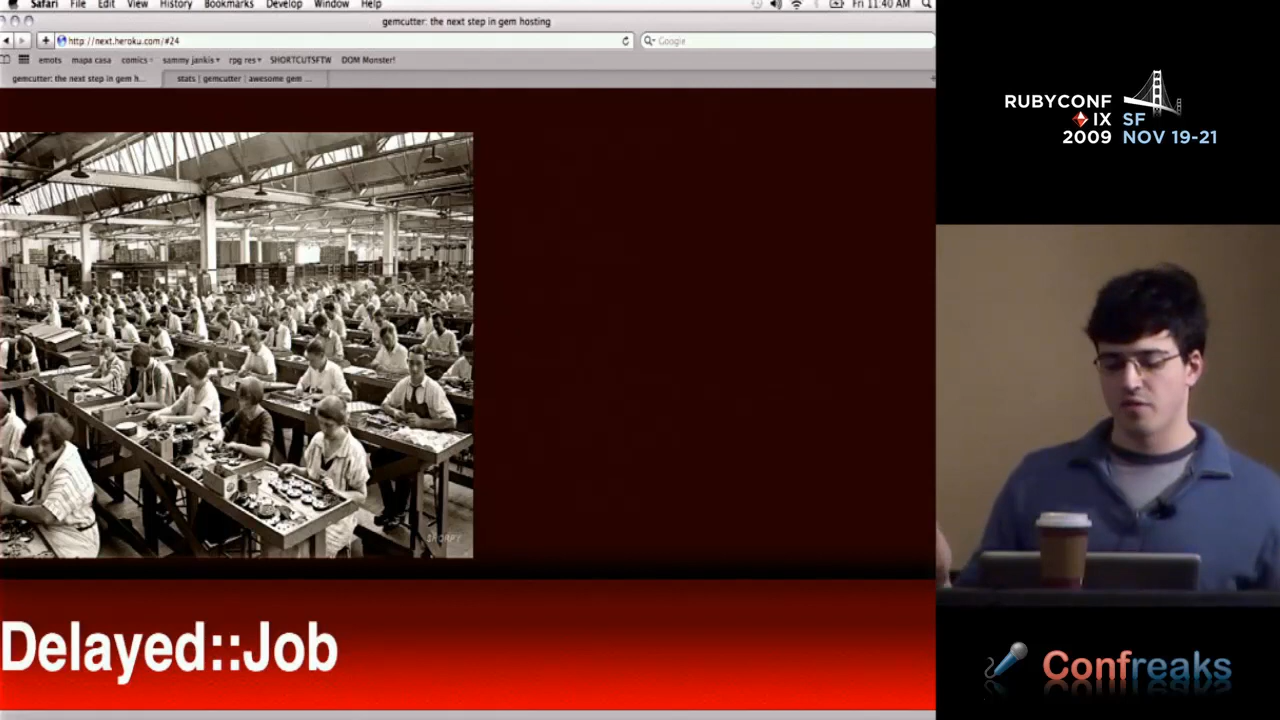 Safari File Edit View History Bookmarks Develop Window Help Fri 11:40 AM
gemcutter: the next step in gem hosting
http://next.heroku.com/#24
Google
emots mapa casa comics sammy jankis rpg res SHORTCUTSFTW DOM Monster!
gemcutter: the next step in gem h... stats | gemcutter | awesome gem ...
SHORPY
Delayed::Job
RUBYCONF
IX SF
2009 NOV 19-21
Confreaks